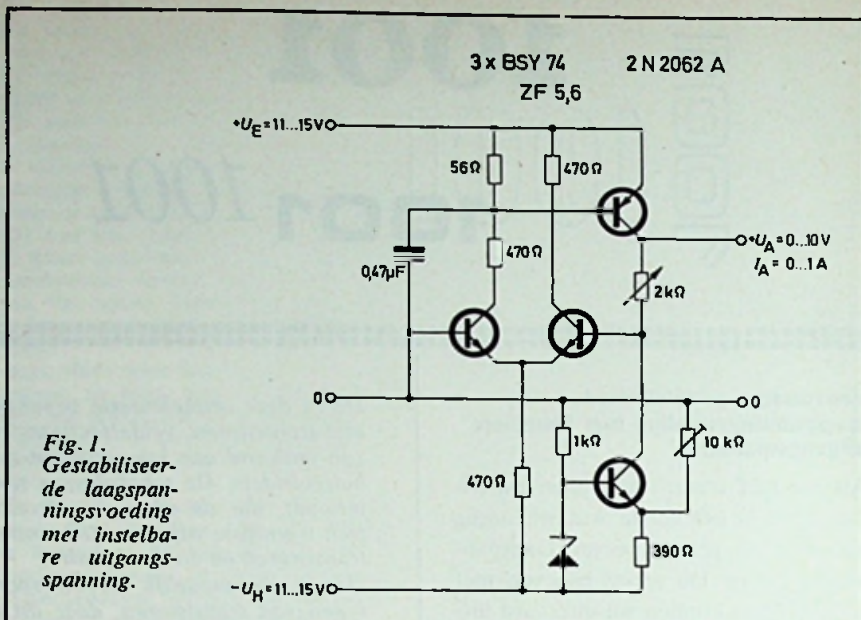 3 x BSY 74 2 N 2062 A
ZF 5,6
+U_E = 11...15 V
56 Ω
470 Ω
0,47 µF
470 Ω
+U_A = 0...10 V
I_A = 0...1 A
2 kΩ
0
0
1 kΩ
10 kΩ
470 Ω
390 Ω
−U_H = 11...15 V
Fig. 1.
Gestabiliseer-
de laagspan-
ningsvoeding
met instelba-
re uitgangs-
spanning.